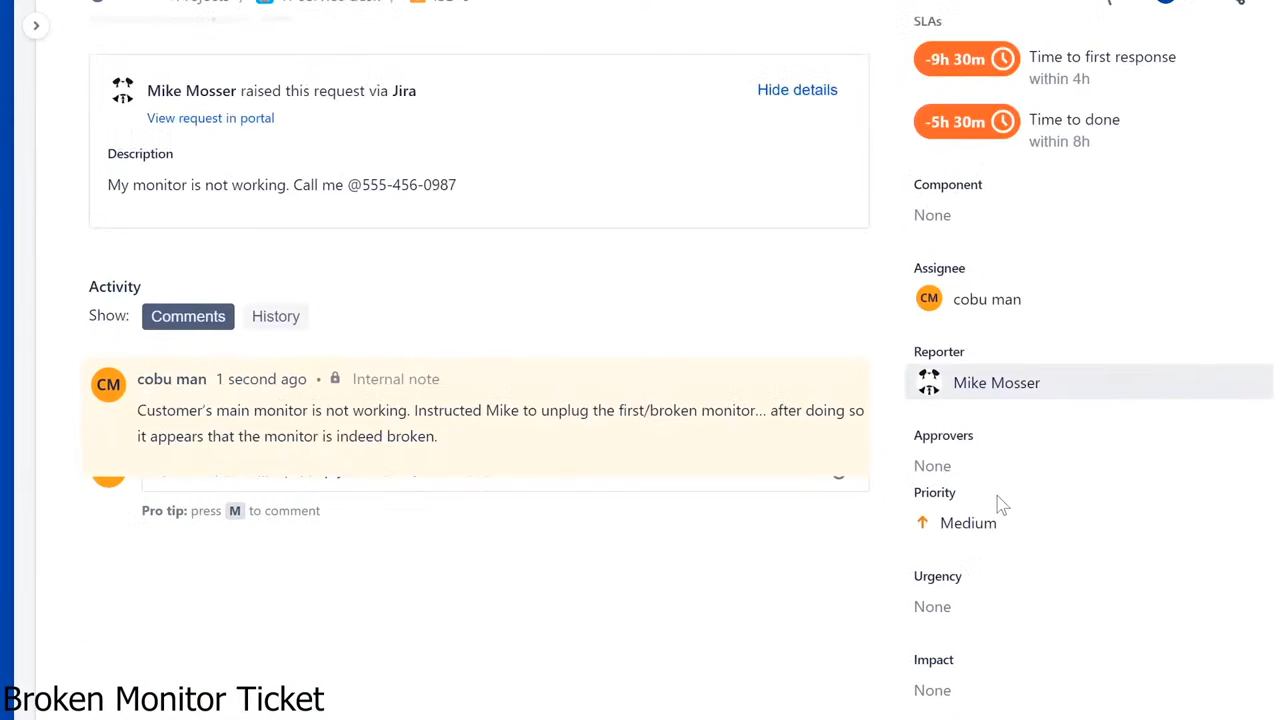 SLAs
-9h 30m Time to first response
within 4h
Mike Mosser raised this request via Jira
Hide details
View request in portal
-5h 30m Time to done
within 8h
Description
My monitor is not working. Call me @555-456-0987
Component
None
Assignee
CM cobu man
Activity
Show: Comments History
Reporter
Mike Mosser
CM cobu man 1 second ago • Internal note
Customer's main monitor is not working. Instructed Mike to unplug the first/broken monitor... after doing so
it appears that the monitor is indeed broken.
Approvers
None
Priority
Medium
Pro tip: press M to comment
Urgency
None
Impact
None
Broken Monitor Ticket